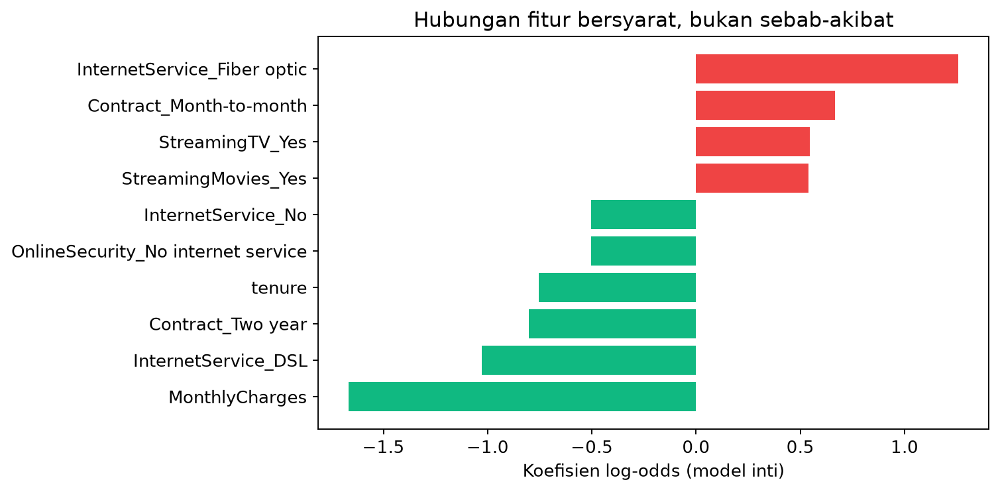 Hubungan fitur bersyarat, bukan sebab-akibat
InternetService_Fiber optic
Contract_Month-to-month
StreamingTV_Yes
StreamingMovies_Yes
InternetService_No
OnlineSecurity_No internet service
tenure
Contract_Two year
InternetService_DSL
MonthlyCharges
−1.5 −1.0 −0.5 0.0 0.5 1.0
Koefisien log-odds (model inti)